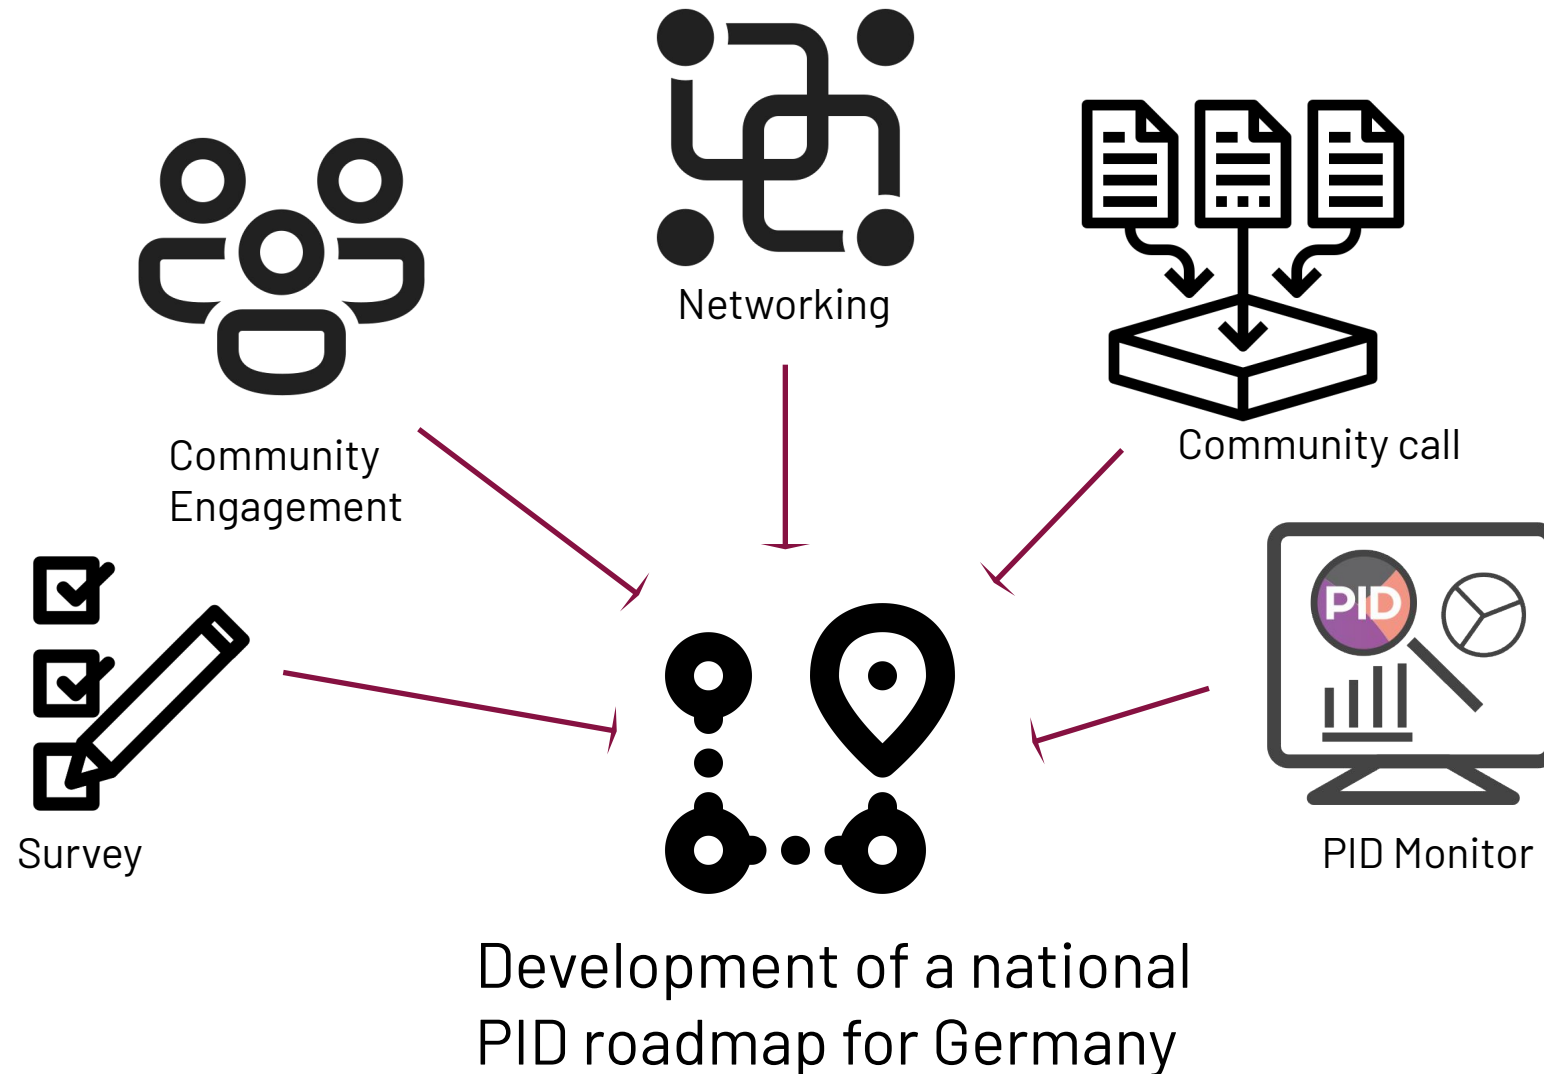 Networking
Community call
Community
Engagement
PID
Survey
PID Monitor
Development of a national
PID roadmap for Germany